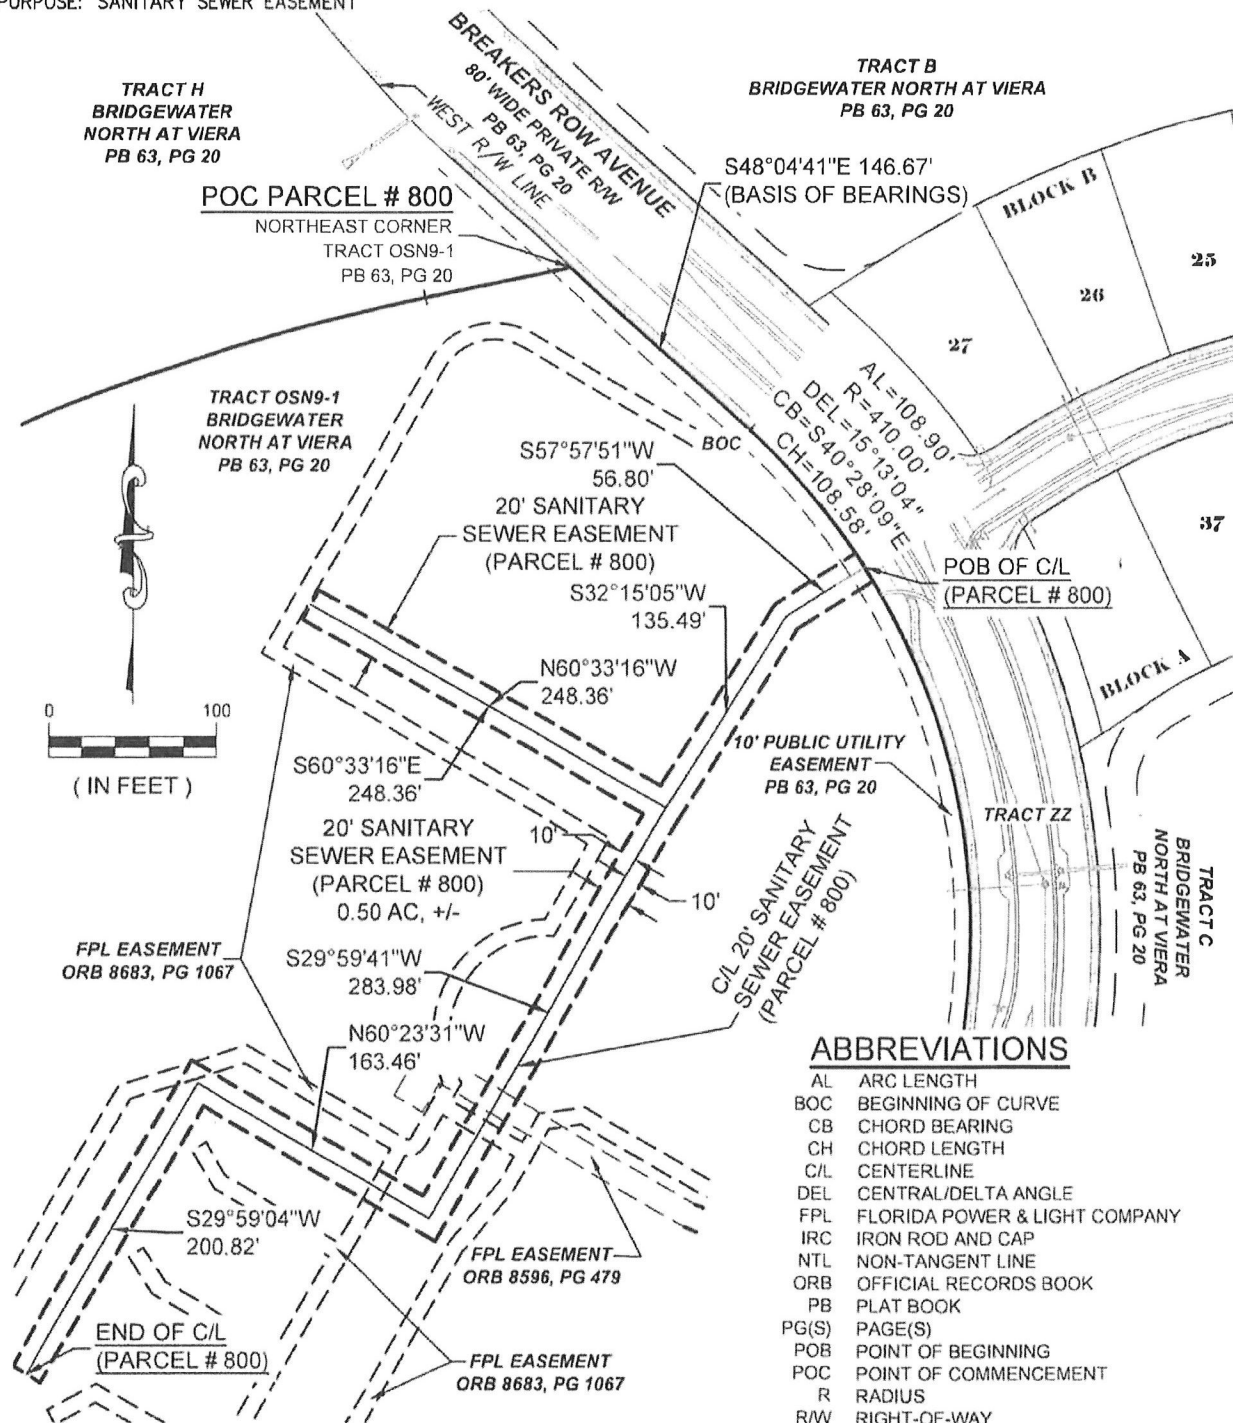 PURPOSE: SANITARY SEWER EASEMENT
TRACT H
BRIDGEWATER
NORTH AT VIERA
PB 63, PG 20
BREAKERS ROW AVENUE
80' WIDE PRIVATE R/W
PB 63, PG 20
WEST R/W LINE
TRACT B
BRIDGEWATER NORTH AT VIERA
PB 63, PG 20
S48°04'41"E 146.67'
(BASIS OF BEARINGS)
POC PARCEL # 800
NORTHEAST CORNER
TRACT OSN9-1
PB 63, PG 20
BLOCK B
25
26
27
37
BLOCK A
AL=108.90'
R=410.00'
DEL=15°13'04"
CB=S40°28'09"E
CH=108.58'
TRACT OSN9-1
BRIDGEWATER
NORTH AT VIERA
PB 63, PG 20
BOC
S57°57'51"W
56.80'
20' SANITARY
SEWER EASEMENT
(PARCEL # 800)
S32°15'05"W
135.49'
POB OF C/L
(PARCEL # 800)
N60°33'16"W
248.36'
0
100
( IN FEET )
S60°33'16"E
248.36'
10' PUBLIC UTILITY
EASEMENT
PB 63, PG 20
TRACT ZZ
TRACT C
BRIDGEWATER
NORTH AT VIERA
PB 63, PG 20
20' SANITARY
SEWER EASEMENT
(PARCEL # 800)
0.50 AC, +/-
10'
10'
C/L 20' SANITARY
SEWER EASEMENT
(PARCEL # 800)
FPL EASEMENT
ORB 8683, PG 1067
S29°59'41"W
283.98'
N60°23'31"W
163.46'
S29°59'04"W
200.82'
FPL EASEMENT
ORB 8596, PG 479
END OF C/L
(PARCEL # 800)
FPL EASEMENT
ORB 8683, PG 1067
ABBREVIATIONS
AL ARC LENGTH
BOC BEGINNING OF CURVE
CB CHORD BEARING
CH CHORD LENGTH
C/L CENTERLINE
DEL CENTRAL/DELTA ANGLE
FPL FLORIDA POWER & LIGHT COMPANY
IRC IRON ROD AND CAP
NTL NON-TANGENT LINE
ORB OFFICIAL RECORDS BOOK
PB PLAT BOOK
PG(S) PAGE(S)
POB POINT OF BEGINNING
POC POINT OF COMMENCEMENT
R RADIUS
R/W RIGHT-OF-WAY